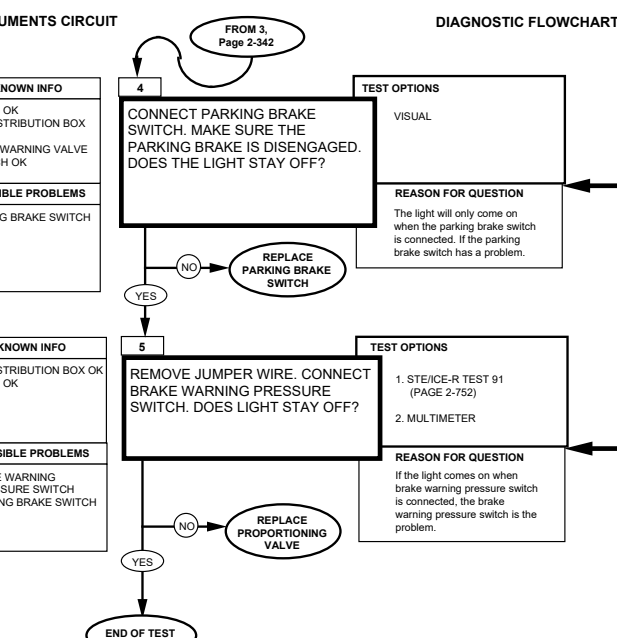 UMENTS CIRCUIT
DIAGNOSTIC FLOWCHART
FROM 3,
Page 2-342
NOWN INFO
OK
STRIBUTION BOX
WARNING VALVE
H OK
IBLE PROBLEMS
G BRAKE SWITCH
4
CONNECT PARKING BRAKE
SWITCH. MAKE SURE THE
PARKING BRAKE IS DISENGAGED.
DOES THE LIGHT STAY OFF?
TEST OPTIONS
VISUAL
REASON FOR QUESTION
The light will only come on
when the parking brake switch
is connected. If the parking
brake switch has a problem.
NO
REPLACE
PARKING BRAKE
SWITCH
YES
KNOWN INFO
STRIBUTION BOX OK
OK
SIBLE PROBLEMS
E WARNING
SURE SWITCH
NG BRAKE SWITCH
5
REMOVE JUMPER WIRE. CONNECT
BRAKE WARNING PRESSURE
SWITCH. DOES LIGHT STAY OFF?
TEST OPTIONS
1. STE/ICE-R TEST 91
(PAGE 2-752)
2. MULTIMETER
REASON FOR QUESTION
If the light comes on when
brake warning pressure switch
is connected, the brake
warning pressure switch is the
problem.
NO
REPLACE
PROPORTIONING
VALVE
YES
END OF TEST